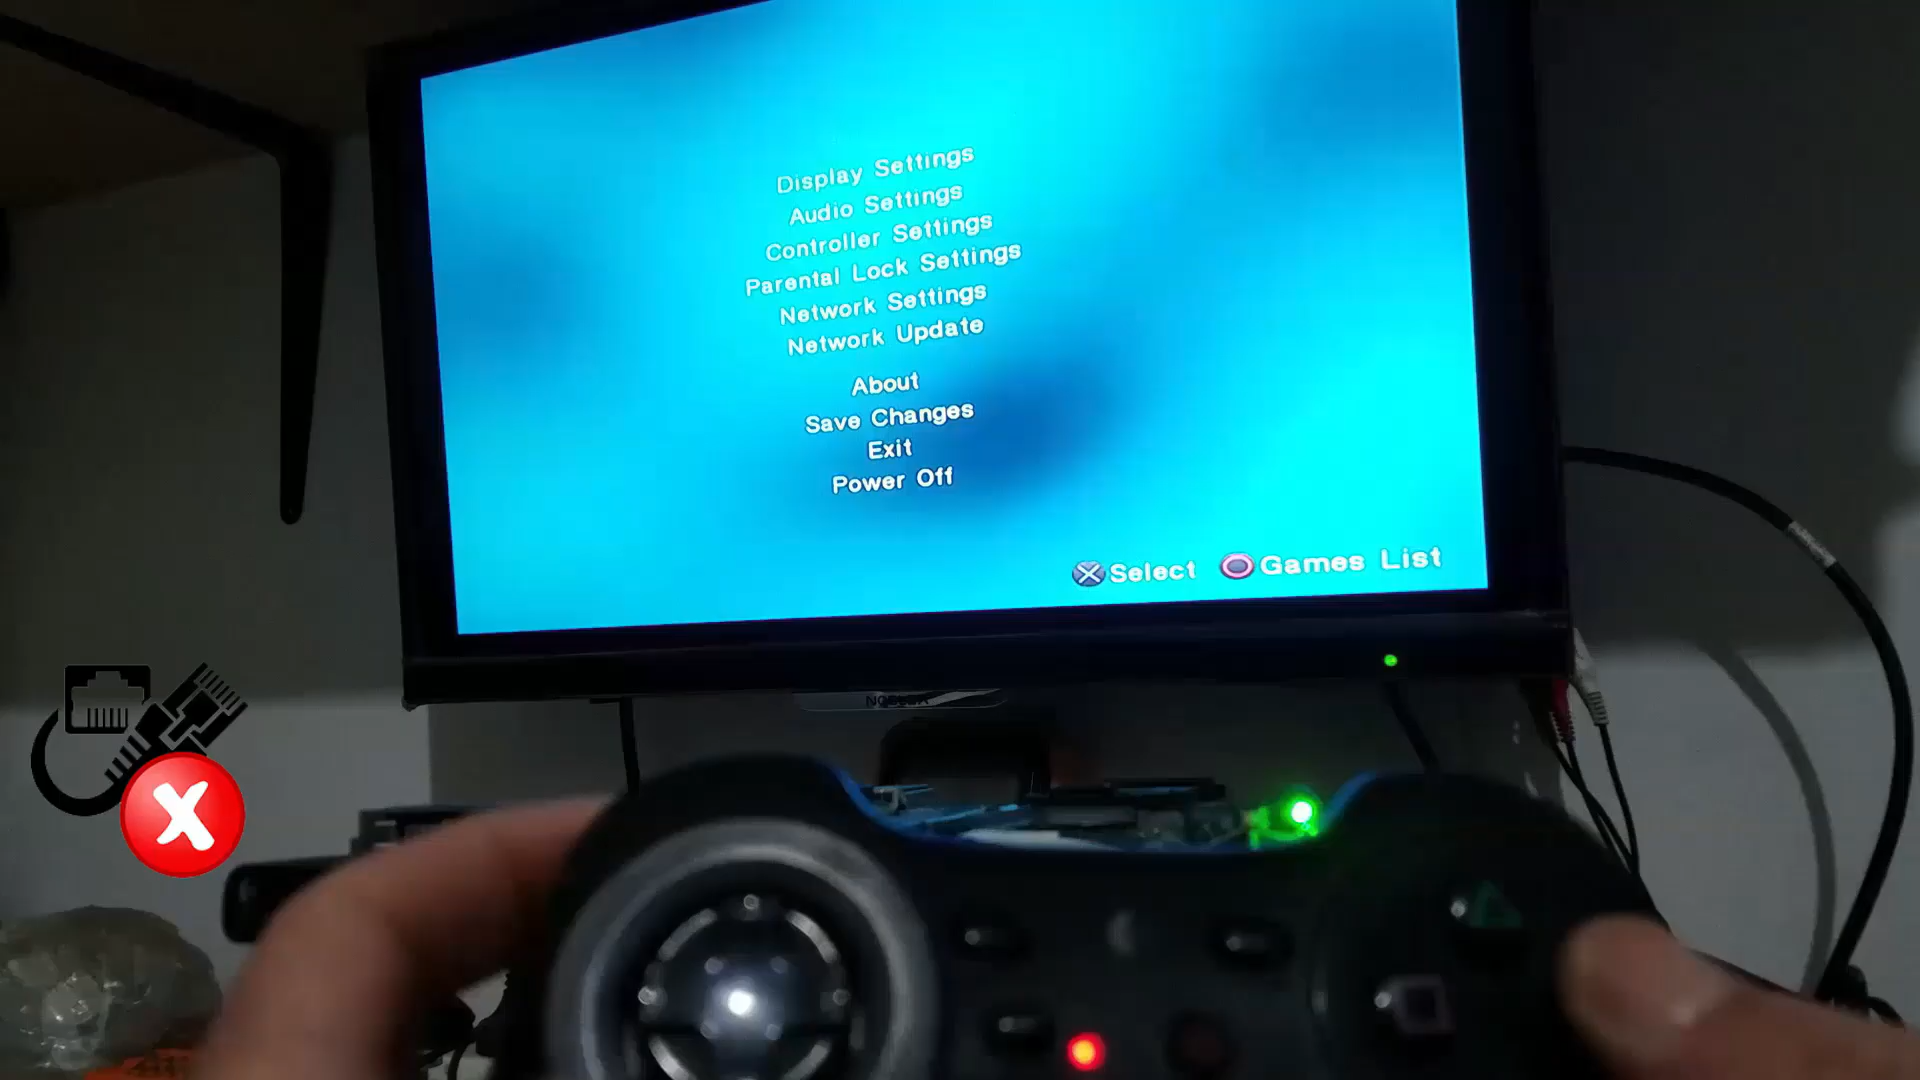 Display Settings
Audio Settings
Controller Settings
Parental Lock Settings
Network Settings
Network Update
About
Save Changes
Exit
Power Off
Select Games List